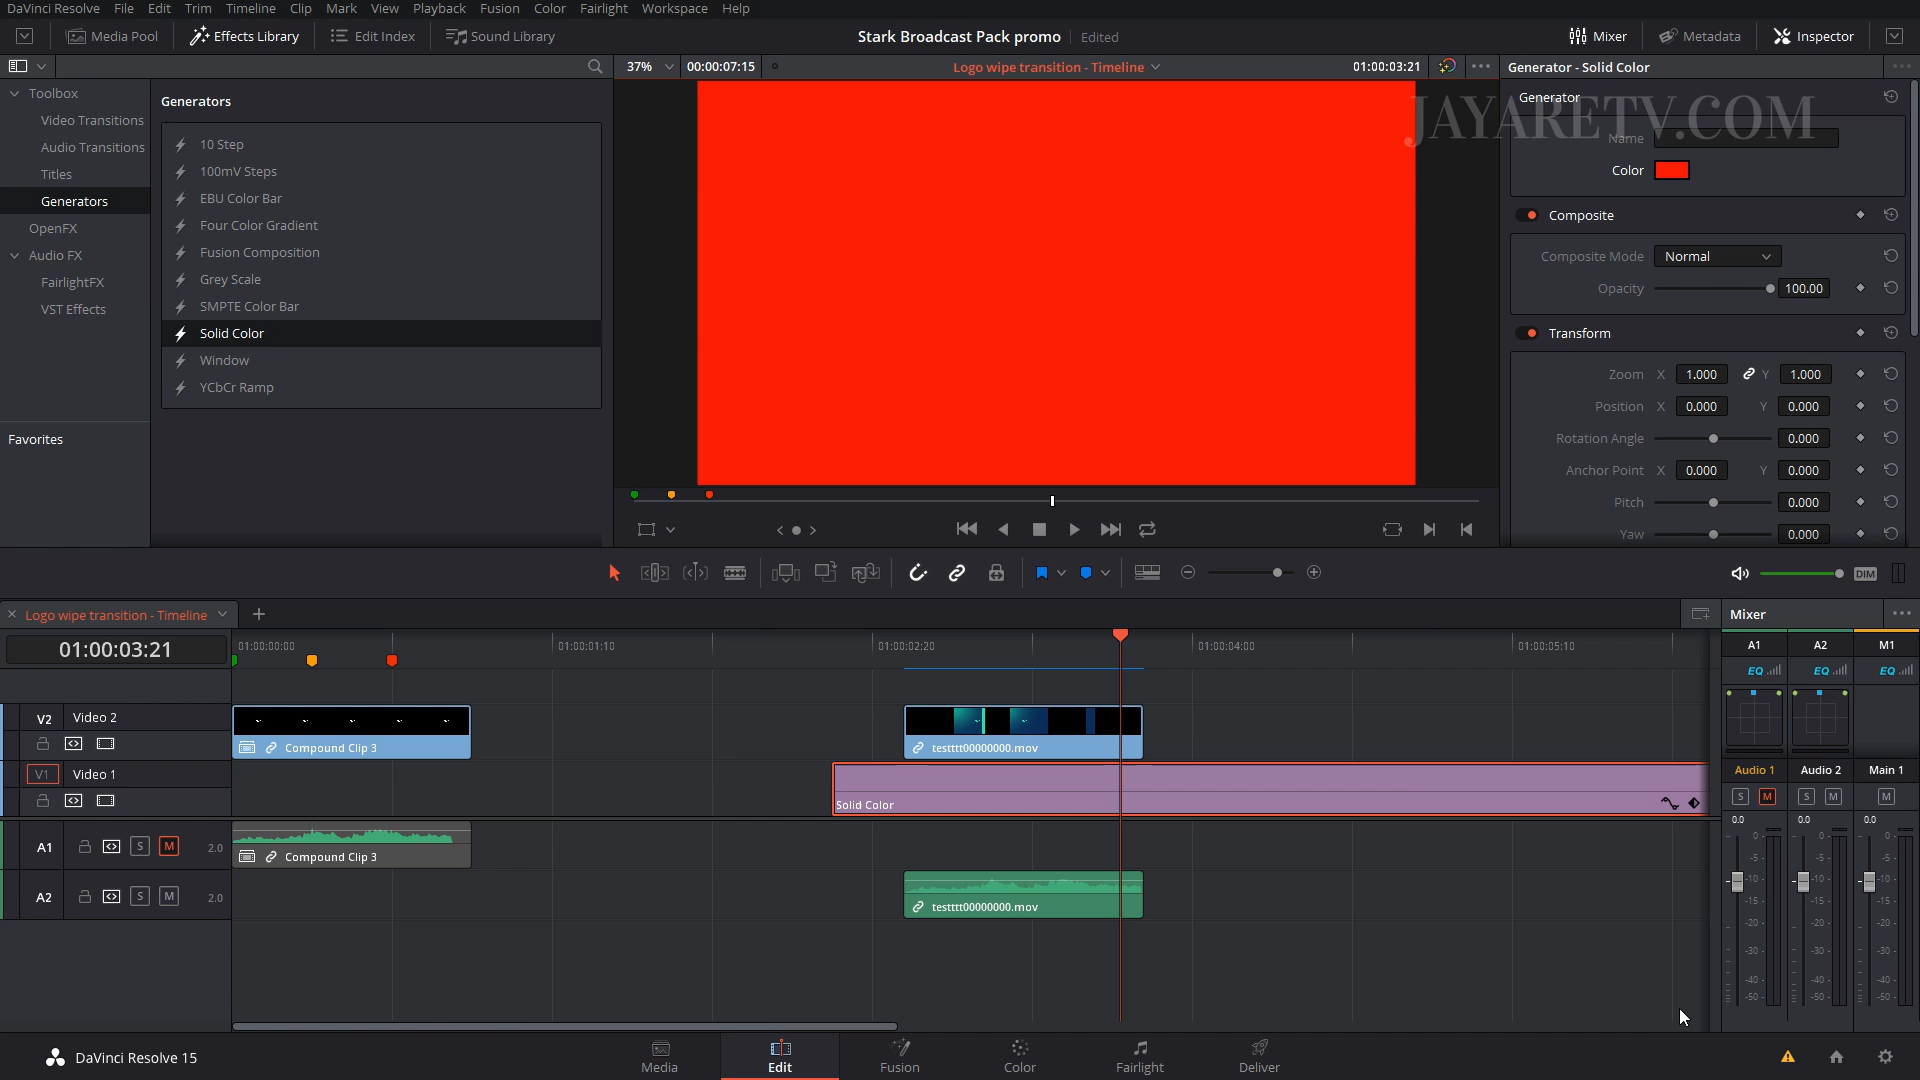 DaVinci Resolve File Edit Trim Timeline Clip Mark View Playback Fusion Color Fairlight Workspace Help
Media Pool Effects Library Edit Index Sound Library Stark Broadcast Pack promo Edited Mixer Metadata Inspector
37% 00:00:07:15 Logo wipe transition - Timeline 01:00:03:21 Generator - Solid Color
JAYARETV.COM
Toolbox
Video Transitions
Audio Transitions
Titles
Generators
OpenFX
Audio FX
FairlightFX
VST Effects
Favorites
Generators
10 Step
100mV Steps
EBU Color Bar
Four Color Gradient
Fusion Composition
Grey Scale
SMPTE Color Bar
Solid Color
Window
YCbCr Ramp
Generator
Name
Color
Composite
Composite Mode Normal
Opacity 100.00
Transform
Zoom X 1.000 Y 1.000
Position X 0.000 Y 0.000
Rotation Angle 0.000
Anchor Point X 0.000 Y 0.000
Pitch 0.000
Yaw 0.000
DIM
Logo wipe transition - Timeline
01:00:03:21
01:00:00:00 01:00:01:10 01:00:02:20 01:00:04:00 01:00:05:10
V2 Video 2
Compound Clip 3 testttt00000000.mov
V1 Video 1
Solid Color
A1 S M 2.0
Compound Clip 3
A2 S M 2.0
testttt00000000.mov
Mixer
A1 A2 M1
EQ EQ EQ
Audio 1 Audio 2 Main 1
S M S M M
0.0 0.0 0.0
0- 0- 0-
-5- -5- -5-
-10- -10- -10-
-15- -15- -15-
-20- -20- -20-
-30- -30- -30-
-40- -40- -40-
-50- -50- -50-
DaVinci Resolve 15
Media Edit Fusion Color Fairlight Deliver